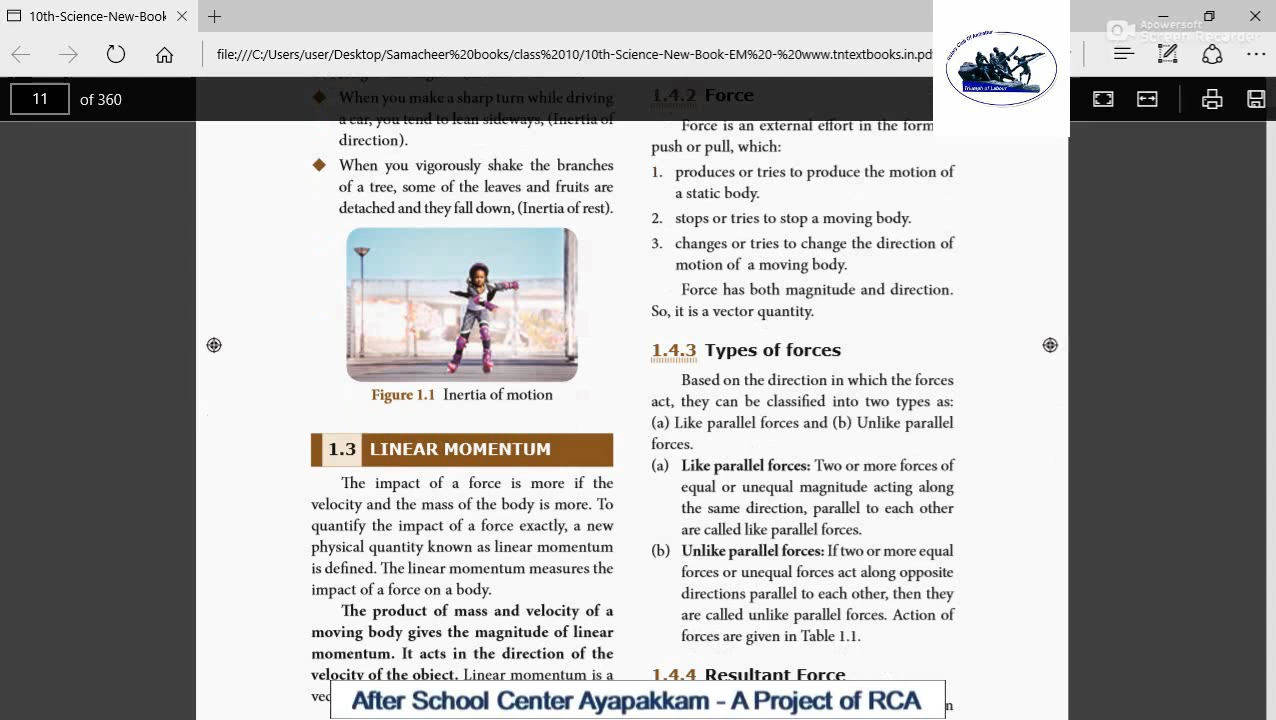 10th-Science-New-Book
Apowersoft
Screen Recorder
file:///C:/Users/user/Desktop/Samacheer%20books/class%2010/10th-Science-New-Book-EM%20-%20www.tntextbooks.in.pd
Triumph of Labour
11 of 360
When you make a sharp turn while driving
a car, you tend to lean sideways, (Inertia of
direction).
When you vigorously shake the branches
of a tree, some of the leaves and fruits are
detached and they fall down, (Inertia of rest).
Figure 1.1 Inertia of motion
1.3 LINEAR MOMENTUM
The impact of a force is more if the
velocity and the mass of the body is more. To
quantify the impact of a force exactly, a new
physical quantity known as linear momentum
is defined. The linear momentum measures the
impact of a force on a body.
The product of mass and velocity of a
moving body gives the magnitude of linear
momentum. It acts in the direction of the
velocity of the object. Linear momentum is a
1.4.2 Force
Force is an external effort in the form
push or pull, which:
1. produces or tries to produce the motion of
a static body.
2. stops or tries to stop a moving body.
3. changes or tries to change the direction of
motion of a moving body.
Force has both magnitude and direction.
So, it is a vector quantity.
1.4.3 Types of forces
Based on the direction in which the forces
act, they can be classified into two types as:
(a) Like parallel forces and (b) Unlike parallel
forces.
(a) Like parallel forces: Two or more forces of
equal or unequal magnitude acting along
the same direction, parallel to each other
are called like parallel forces.
(b) Unlike parallel forces: If two or more equal
forces or unequal forces act along opposite
directions parallel to each other, then they
are called unlike parallel forces. Action of
forces are given in Table 1.1.
1.4.4 Resultant Force
After School Center Ayapakkam - A Project of RCA